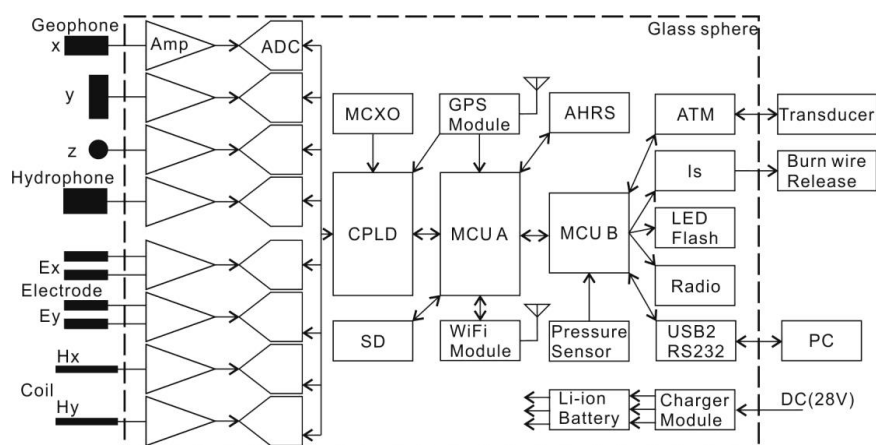 Geophone
x
Amp
ADC
Glass sphere
y
MCXO
GPS
Module
AHRS
ATM
Transducer
z
Is
Burn wire
Release
Hydrophone
CPLD
MCU A
MCU B
LED
Flash
Ex
Radio
Electrode
Ey
SD
WiFi
Module
Pressure
Sensor
USB2
RS232
PC
Hx
Coil
Hy
Li-ion
Battery
Charger
Module
DC(28V)